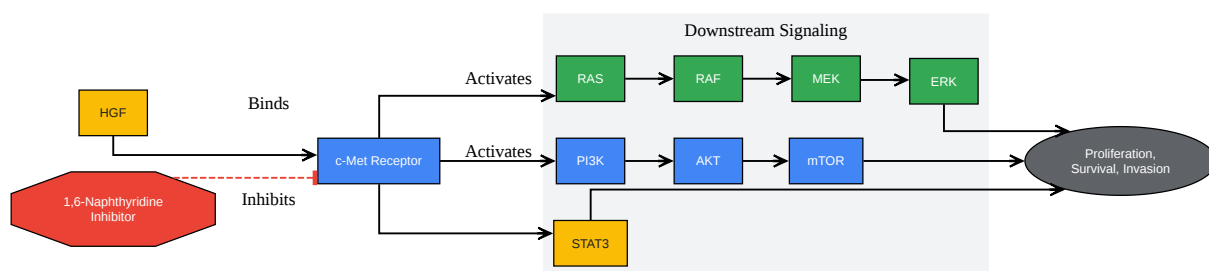 Downstream Signaling
Activates
RAS
RAF
MEK
ERK
Binds
HGF
c-Met Receptor
Activates
PI3K
AKT
mTOR
Proliferation,
Survival, Invasion
1,6-Naphthyridine
Inhibitor
Inhibits
STAT3